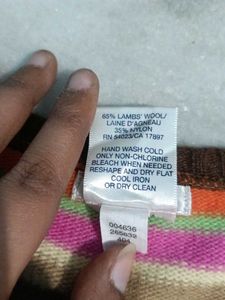 65% LAMBS' WOOL/
LAINE D'AGNEAU
35% NYLON
RN 54023/CA 17897
HAND WASH COLD
ONLY NON-CHLORINE
BLEACH WHEN NEEDED
RESHAPE AND DRY FLAT
COOL IRON
OR DRY CLEAN
004636
265632
404